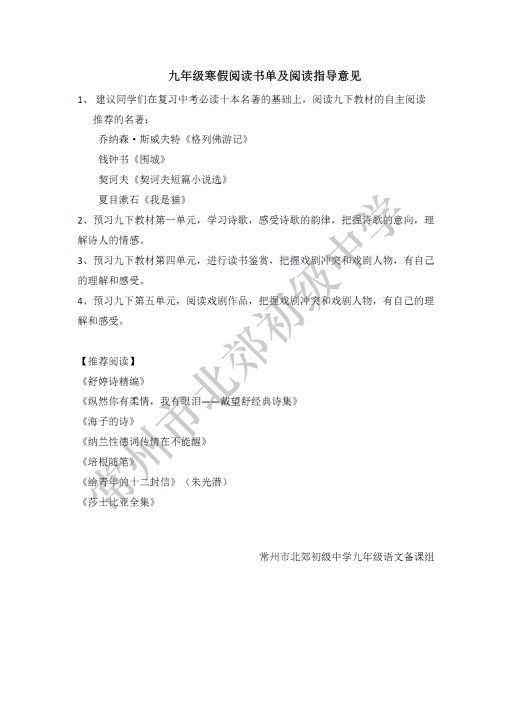 九年级寒假阅读书单及阅读指导意见
1、 建议同学们在复习中考必读十本名著的基础上，阅读九下教材的自主阅读
推荐的名著：
乔纳森·斯威夫特《格列佛游记》
钱钟书《围城》
契诃夫《契诃夫短篇小说选》
夏目漱石《我是猫》
2、预习九下教材第一单元，学习诗歌，感受诗歌的韵律，把握诗歌的意向，理
解诗人的情感。
3、预习九下教材第四单元，进行读书鉴赏，把握戏剧冲突和戏剧人物，有自己
的理解和感受。
4、预习九下第五单元，阅读戏剧作品，把握戏剧冲突和戏剧人物，有自己的理
解和感受。
【推荐阅读】
《舒婷诗精编》
《纵然你有柔情，我有眼泪——戴望舒经典诗集》
《海子的诗》
《纳兰性德词传情在不能醒》
《培根随笔》
《给青年的十二封信》（朱光潜）
《莎士比亚全集》
常州市北郊初级中学九年级语文备课组
常州市北郊初级中学